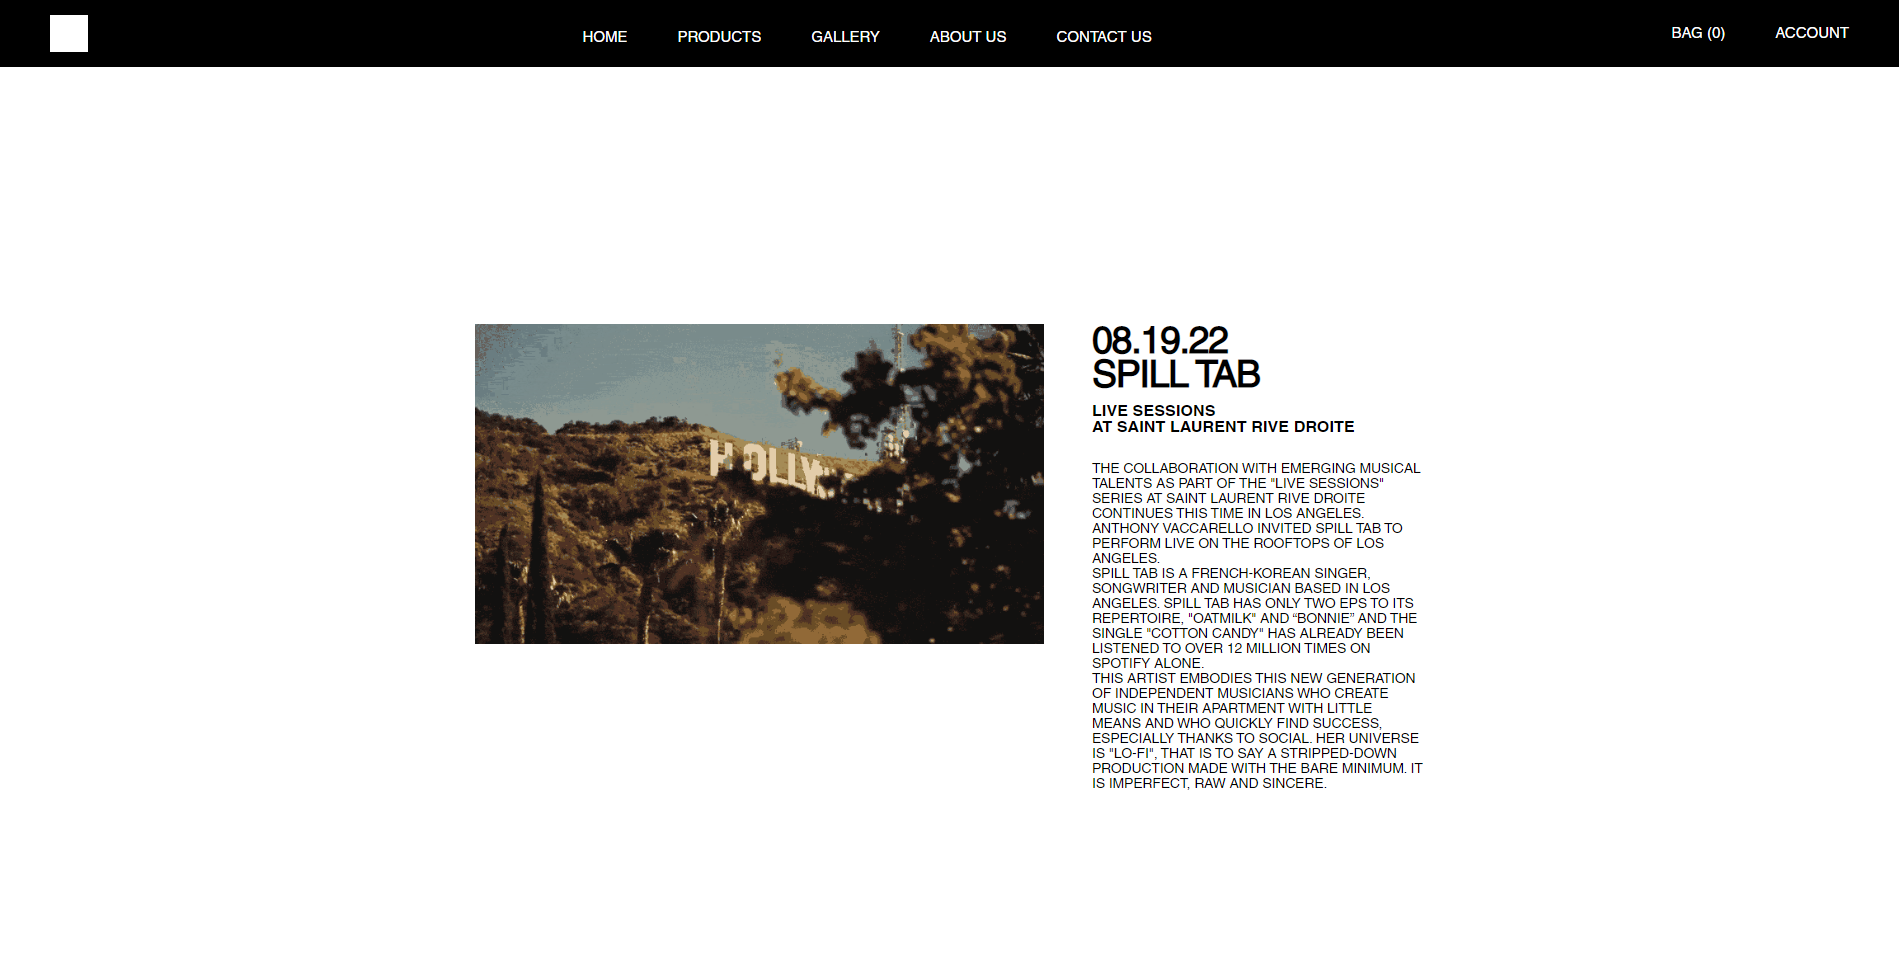 HOME PRODUCTS GALLERY ABOUT US CONTACT US BAG (0) ACCOUNT
HOLLY
08.19.22
SPILL TAB
LIVE SESSIONS
AT SAINT LAURENT RIVE DROITE
THE COLLABORATION WITH EMERGING MUSICAL
TALENTS AS PART OF THE "LIVE SESSIONS"
SERIES AT SAINT LAURENT RIVE DROITE
CONTINUES THIS TIME IN LOS ANGELES.
ANTHONY VACCARELLO INVITED SPILL TAB TO
PERFORM LIVE ON THE ROOFTOPS OF LOS
ANGELES.
SPILL TAB IS A FRENCH-KOREAN SINGER,
SONGWRITER AND MUSICIAN BASED IN LOS
ANGELES. SPILL TAB HAS ONLY TWO EPS TO ITS
REPERTOIRE, "OATMILK" AND “BONNIE” AND THE
SINGLE "COTTON CANDY" HAS ALREADY BEEN
LISTENED TO OVER 12 MILLION TIMES ON
SPOTIFY ALONE.
THIS ARTIST EMBODIES THIS NEW GENERATION
OF INDEPENDENT MUSICIANS WHO CREATE
MUSIC IN THEIR APARTMENT WITH LITTLE
MEANS AND WHO QUICKLY FIND SUCCESS,
ESPECIALLY THANKS TO SOCIAL. HER UNIVERSE
IS "LO-FI", THAT IS TO SAY A STRIPPED-DOWN
PRODUCTION MADE WITH THE BARE MINIMUM. IT
IS IMPERFECT, RAW AND SINCERE.